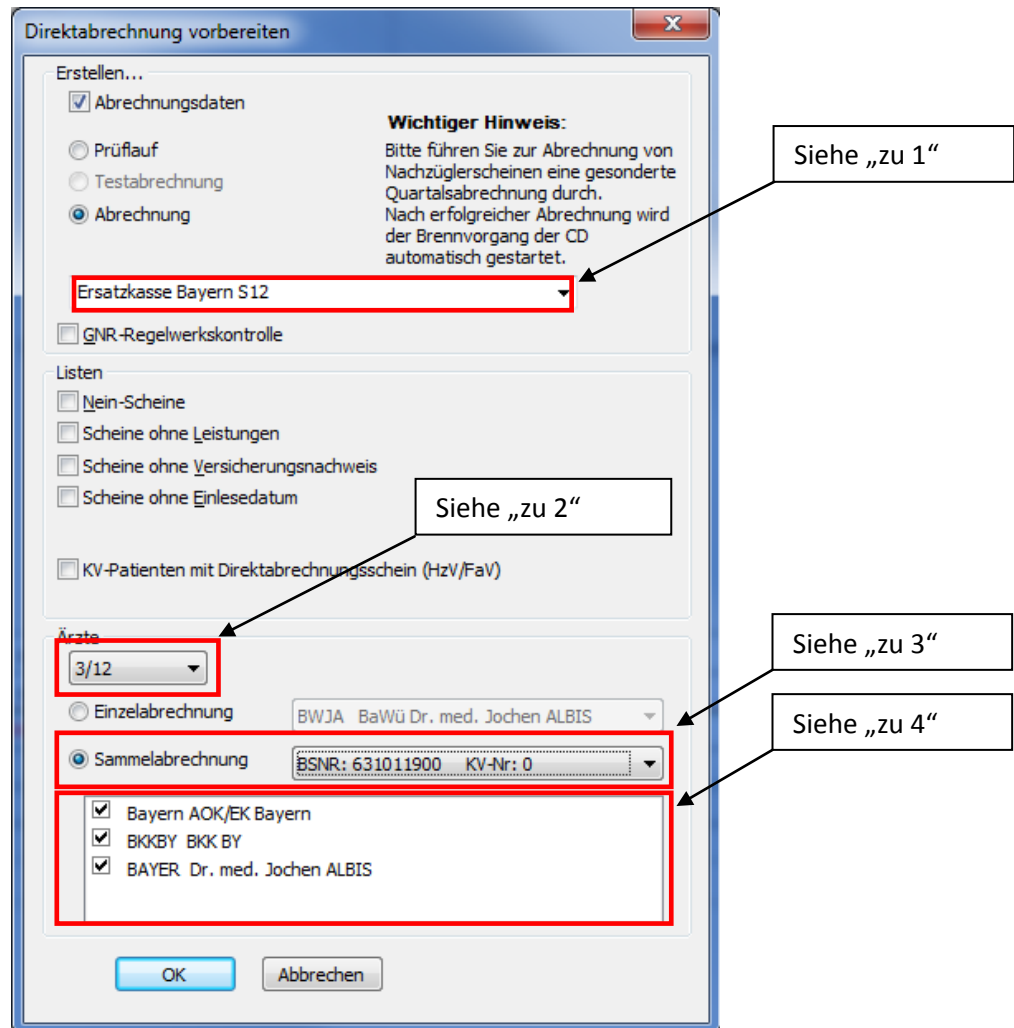 Direktabrechnung vorbereiten
Erstellen...
Abrechnungsdaten
Prüflauf
Testabrechnung
Abrechnung
Wichtiger Hinweis:
Bitte führen Sie zur Abrechnung von
Nachzüglerscheinen eine gesonderte
Quartalsabrechnung durch.
Nach erfolgreicher Abrechnung wird
der Brennvorgang der CD
automatisch gestartet.
Siehe „zu 1“
Ersatzkasse Bayern S12
GNR-Regelwerkskontrolle
Listen
Nein-Scheine
Scheine ohne Leistungen
Scheine ohne Versicherungsnachweis
Scheine ohne Einlesedatum
Siehe „zu 2“
KV-Patienten mit Direktabrechnungsschein (HzV/FaV)
Ärzte
3/12
Siehe „zu 3“
Einzelabrechnung
BWJA BaWü Dr. med. Jochen ALBIS
Siehe „zu 4“
Sammelabrechnung
BSNR: 631011900 KV-Nr: 0
Bayern AOK/EK Bayern
BKKBY BKK BY
BAYER Dr. med. Jochen ALBIS
OK
Abbrechen